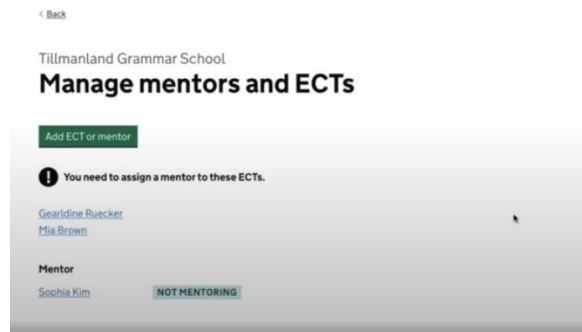 < Back
Tillmanland Grammar School
Manage mentors and ECTs
Add ECT or mentor
! You need to assign a mentor to these ECTs.
Gearldine Ruecker
Mia Brown
Mentor
Sophia Kim NOT MENTORING